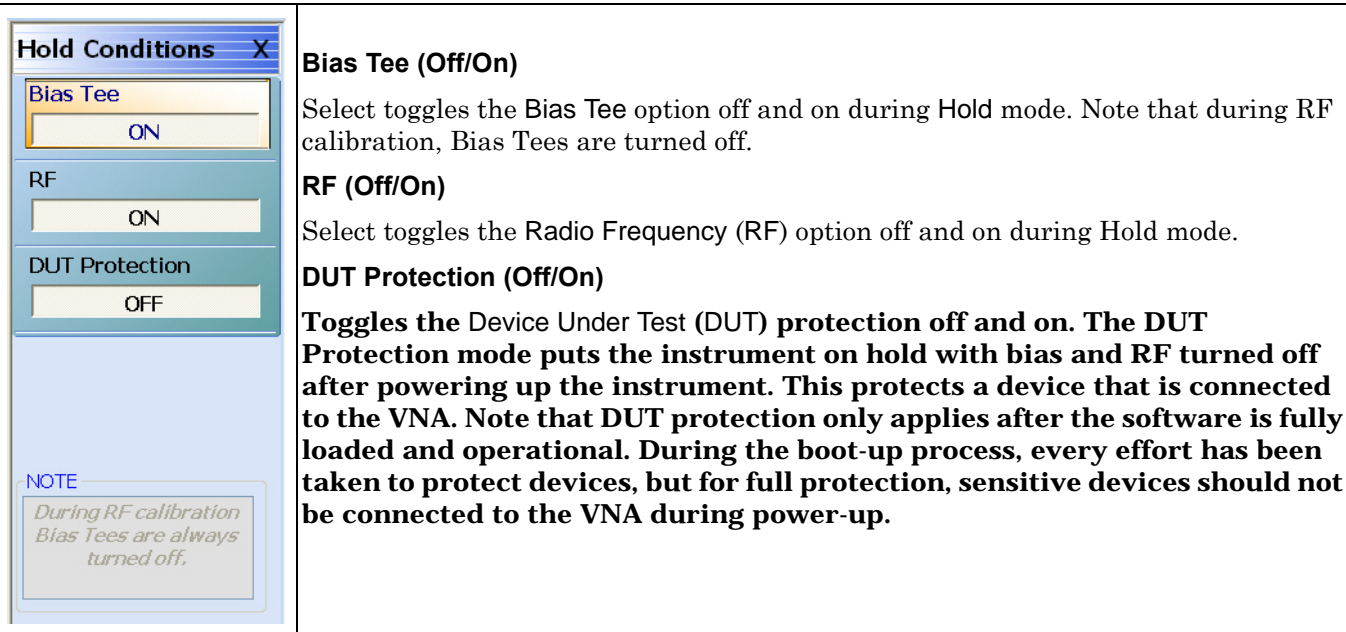 Hold Conditions X
Bias Tee
ON
RF
ON
DUT Protection
OFF
NOTE
During RF calibration
Bias Tees are always
turned off.
Bias Tee (Off/On)
Select toggles the Bias Tee option off and on during Hold mode. Note that during RF
calibration, Bias Tees are turned off.
RF (Off/On)
Select toggles the Radio Frequency (RF) option off and on during Hold mode.
DUT Protection (Off/On)
Toggles the Device Under Test (DUT) protection off and on. The DUT
Protection mode puts the instrument on hold with bias and RF turned off
after powering up the instrument. This protects a device that is connected
to the VNA. Note that DUT protection only applies after the software is fully
loaded and operational. During the boot-up process, every effort has been
taken to protect devices, but for full protection, sensitive devices should not
be connected to the VNA during power-up.